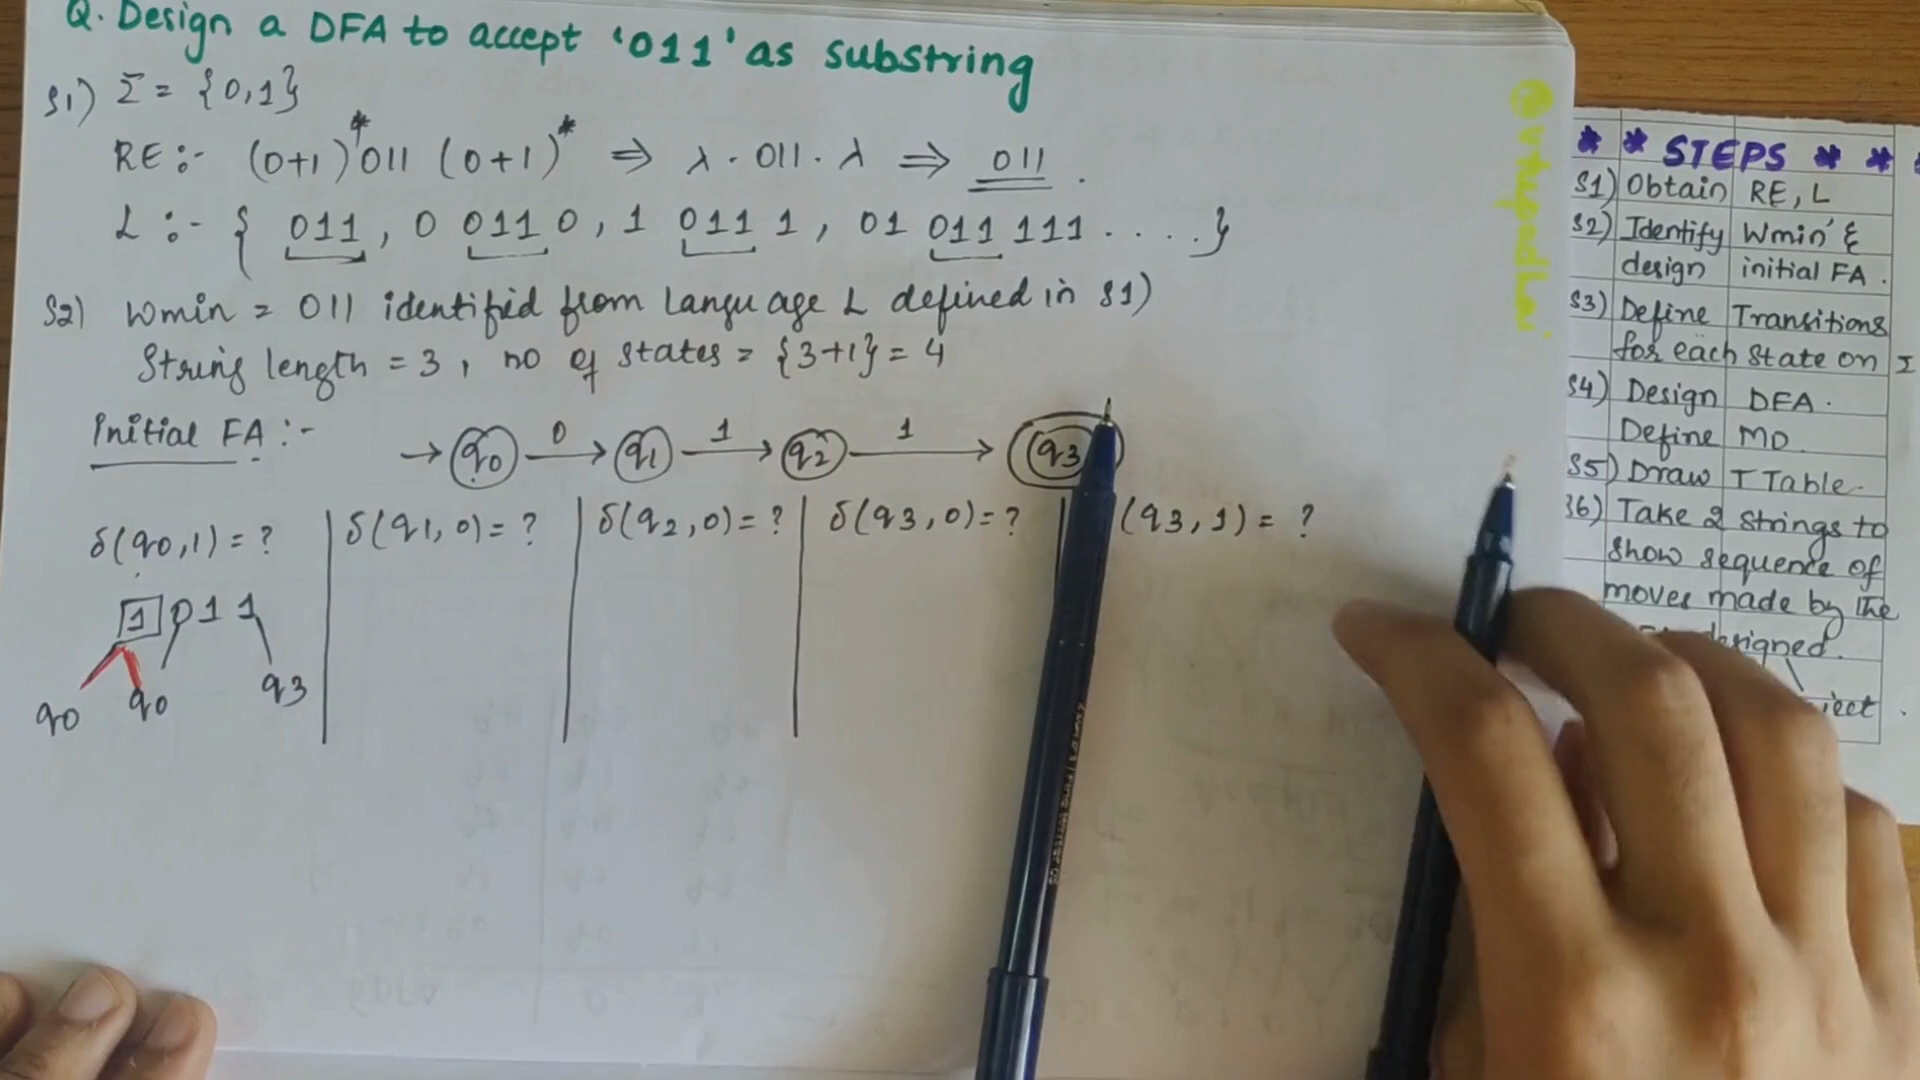 Q. Design a DFA to accept '011' as substring
S1) Σ = {0,1}
RE:- (0+1)*011 (0+1)* ⇒ λ.011.λ ⇒ 011.
L:- { 011, 0 011 0, 1 011 1, 01 011 111 . . . . }
S2) Wmin = 011 identified from Language L defined in S1)
String length = 3, no of states = {3+1} = 4
Initial FA:- → q0 0 → q1 1 → q2 1 → q3
δ(q0,1) = ? | δ(q1,0) = ? | δ(q2,0) = ? | δ(q3,0) = ? | (q3,1) = ?
1 0 1 1
q0 q0 q3
* * STEPS * *
S1) Obtain RE, L
S2) Identify Wmin' &
design initial FA.
S3) Define Transitions
for each state on Σ
S4) Design DFA.
Define MD
S5) Draw T Table.
S6) Take 2 strings to
show sequence of
moves made by the